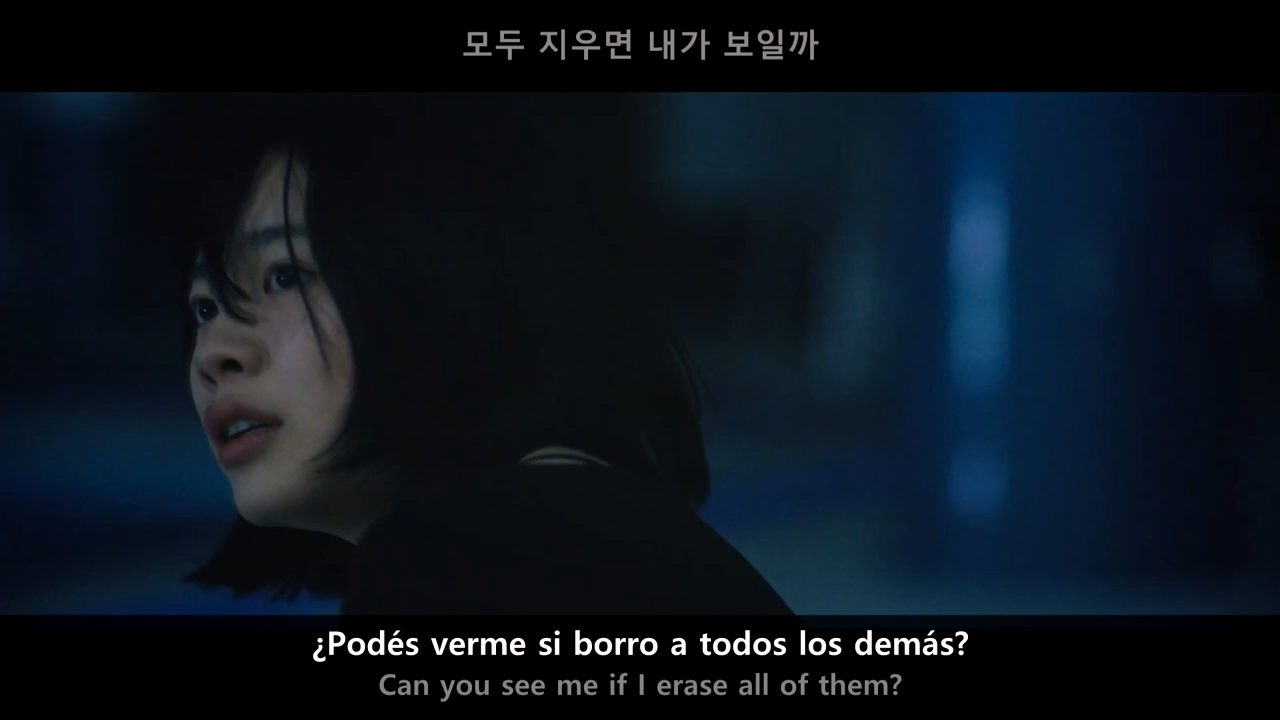 모두 지우면 내가 보일까
¿Podés verme si borro a todos los demás?
Can you see me if I erase all of them?